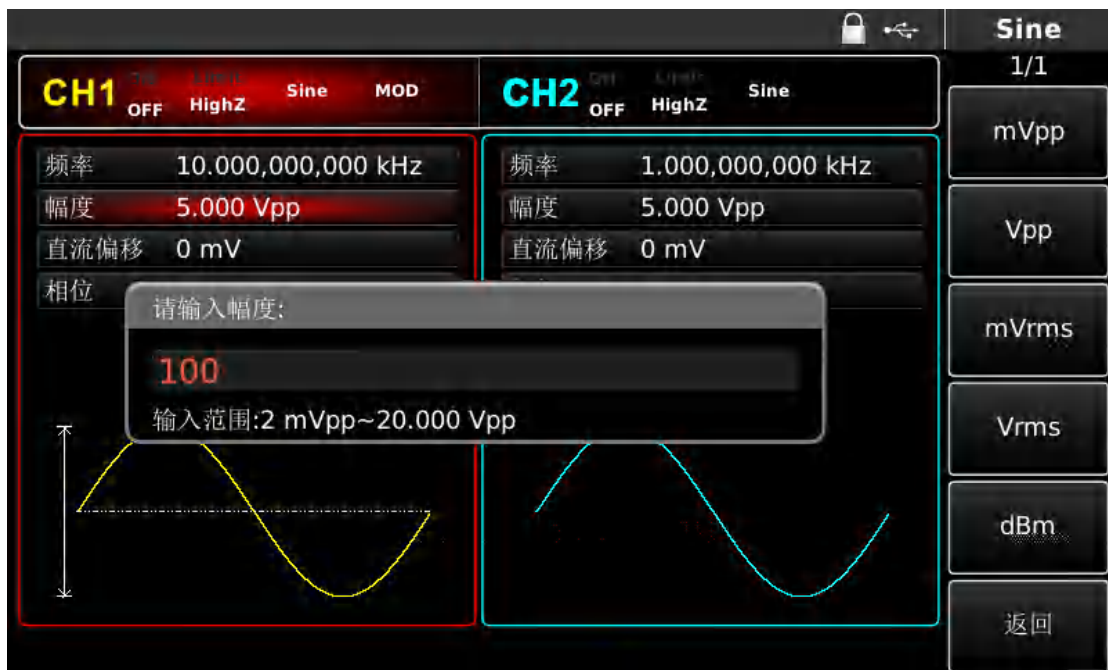 Sine
1/1
CH1 OFF HighZ Sine MOD
CH2 OFF HighZ Sine
频率 10.000,000,000 kHz
幅度 5.000 Vpp
直流偏移 0 mV
相位
频率 1.000,000,000 kHz
幅度 5.000 Vpp
直流偏移 0 mV
请输入幅度:
100
输入范围:2 mVpp~20.000 Vpp
mVpp
Vpp
mVrms
Vrms
dBm
返回